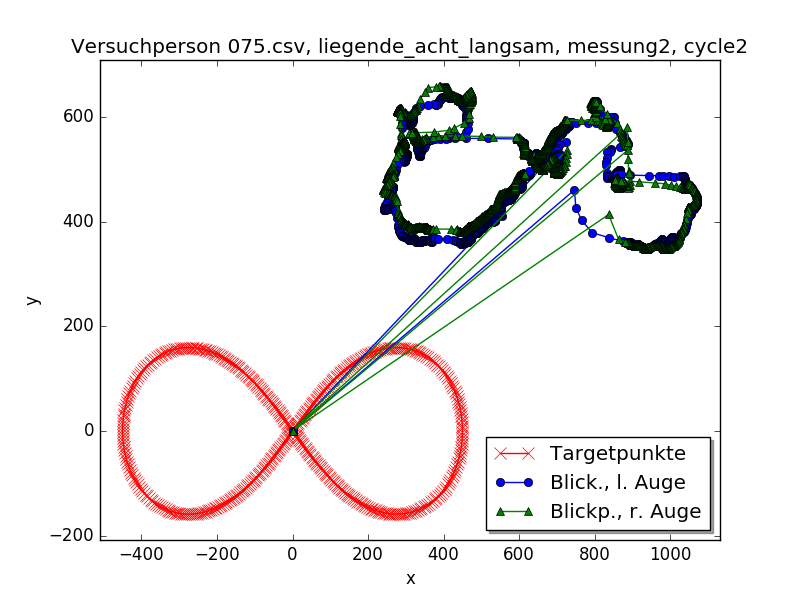 Versuchperson 075.csv, liegende_acht_langsam, messung2, cycle2
600
400
200
0
−200
y
−400
−200
0
200
400
600
800
1000
x
Targetpunkte
Blick., l. Auge
Blickp., r. Auge